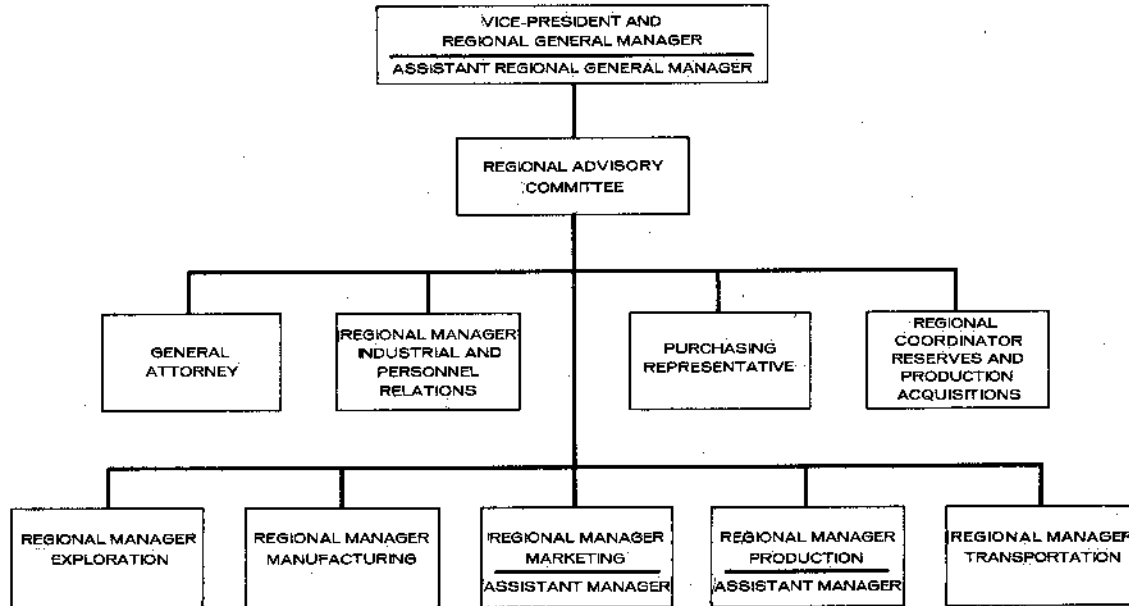 VICE-PRESIDENT AND
REGIONAL GENERAL MANAGER
ASSISTANT REGIONAL GENERAL MANAGER
REGIONAL ADVISORY
COMMITTEE
GENERAL
ATTORNEY
REGIONAL MANAGER
INDUSTRIAL AND
PERSONNEL
RELATIONS
PURCHASING
REPRESENTATIVE
REGIONAL
COORDINATOR
RESERVES AND
PRODUCTION
ACQUISITIONS
REGIONAL MANAGER
EXPLORATION
REGIONAL MANAGER
MANUFACTURING
REGIONAL MANAGER
MARKETING
ASSISTANT MANAGER
REGIONAL MANAGER
PRODUCTION
ASSISTANT MANAGER
REGIONAL MANAGER
TRANSPORTATION